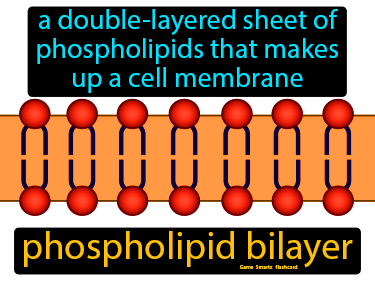 a double-layered sheet of
phospholipids that makes
up a cell membrane
phospholipid bilayer
Game Smartz flashcard